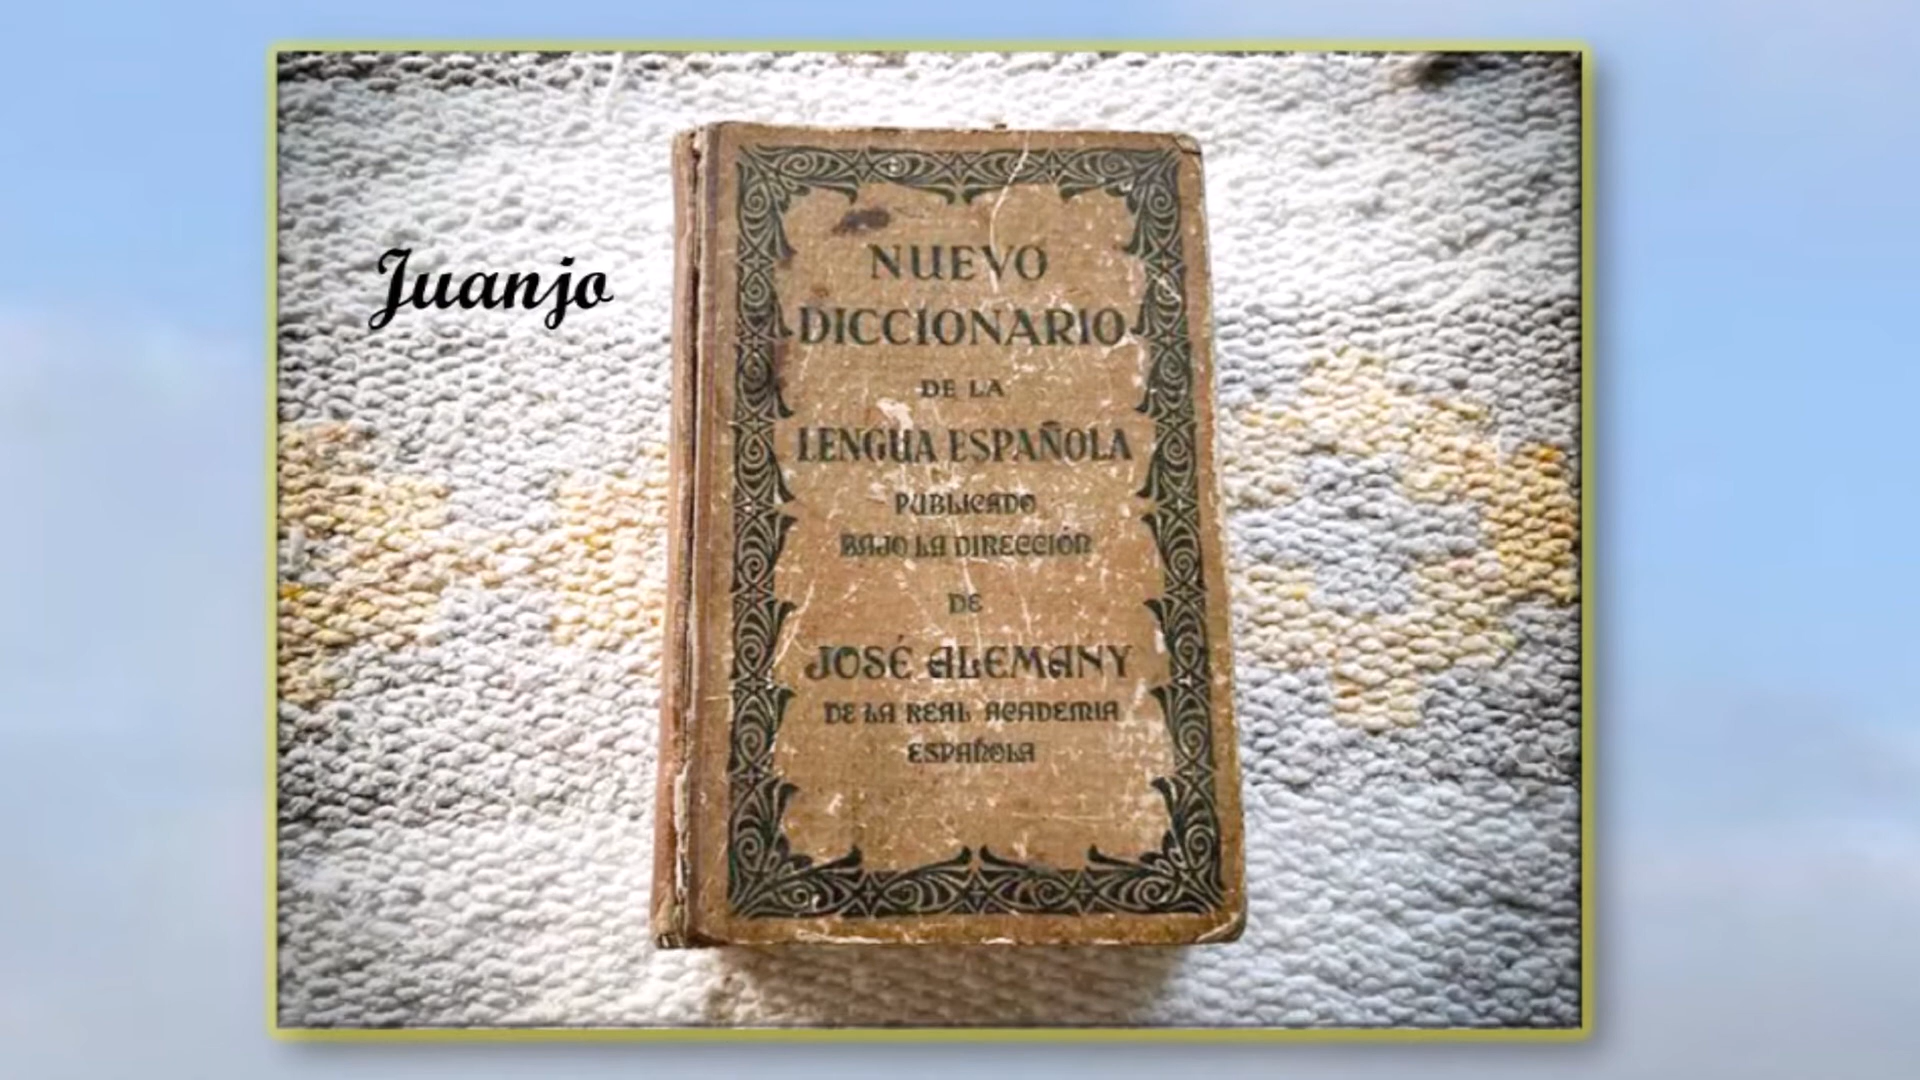 Juanjo
NUEVO
DICCIONARIO
DE LA
LENGUA ESPAÑOLA
PUBLICADO
BAJO LA DIRECCIÓN
DE
JOSÉ ALEMANY
DE LA REAL ACADEMIA
ESPAÑOLA